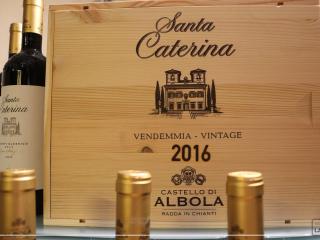 Santa
Caterina
VENDEMMIA - VINTAGE
2016
CASTELLO DI
ALBOLA
RADDA IN CHIANTI
Santa
Caterina